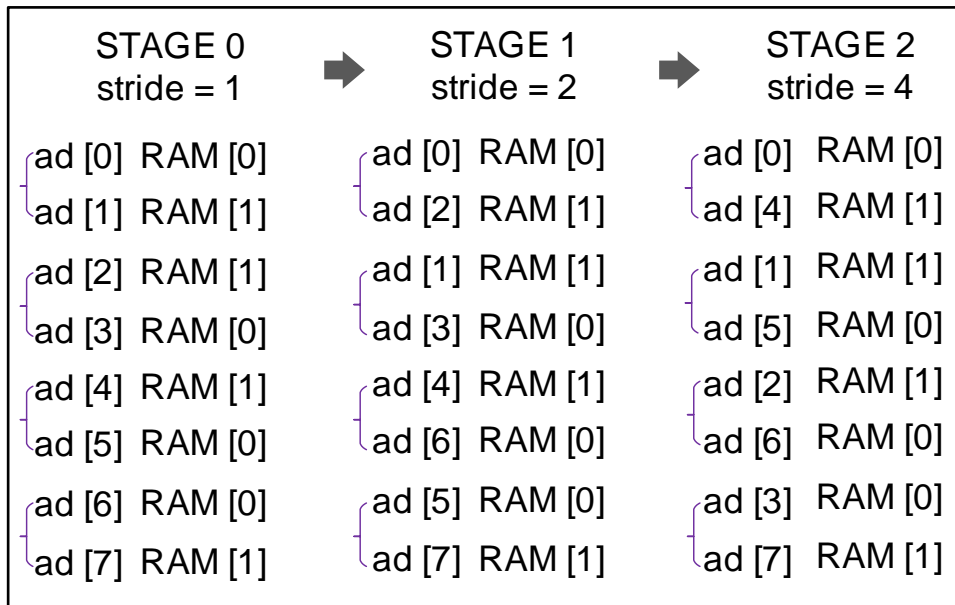 STAGE 0
stride = 1
ad [0] RAM [0]
ad [1] RAM [1]
ad [2] RAM [1]
ad [3] RAM [0]
ad [4] RAM [1]
ad [5] RAM [0]
ad [6] RAM [0]
ad [7] RAM [1]
STAGE 1
stride = 2
ad [0] RAM [0]
ad [2] RAM [1]
ad [1] RAM [1]
ad [3] RAM [0]
ad [4] RAM [1]
ad [6] RAM [0]
ad [5] RAM [0]
ad [7] RAM [1]
STAGE 2
stride = 4
ad [0] RAM [0]
ad [4] RAM [1]
ad [1] RAM [1]
ad [5] RAM [0]
ad [2] RAM [1]
ad [6] RAM [0]
ad [3] RAM [0]
ad [7] RAM [1]